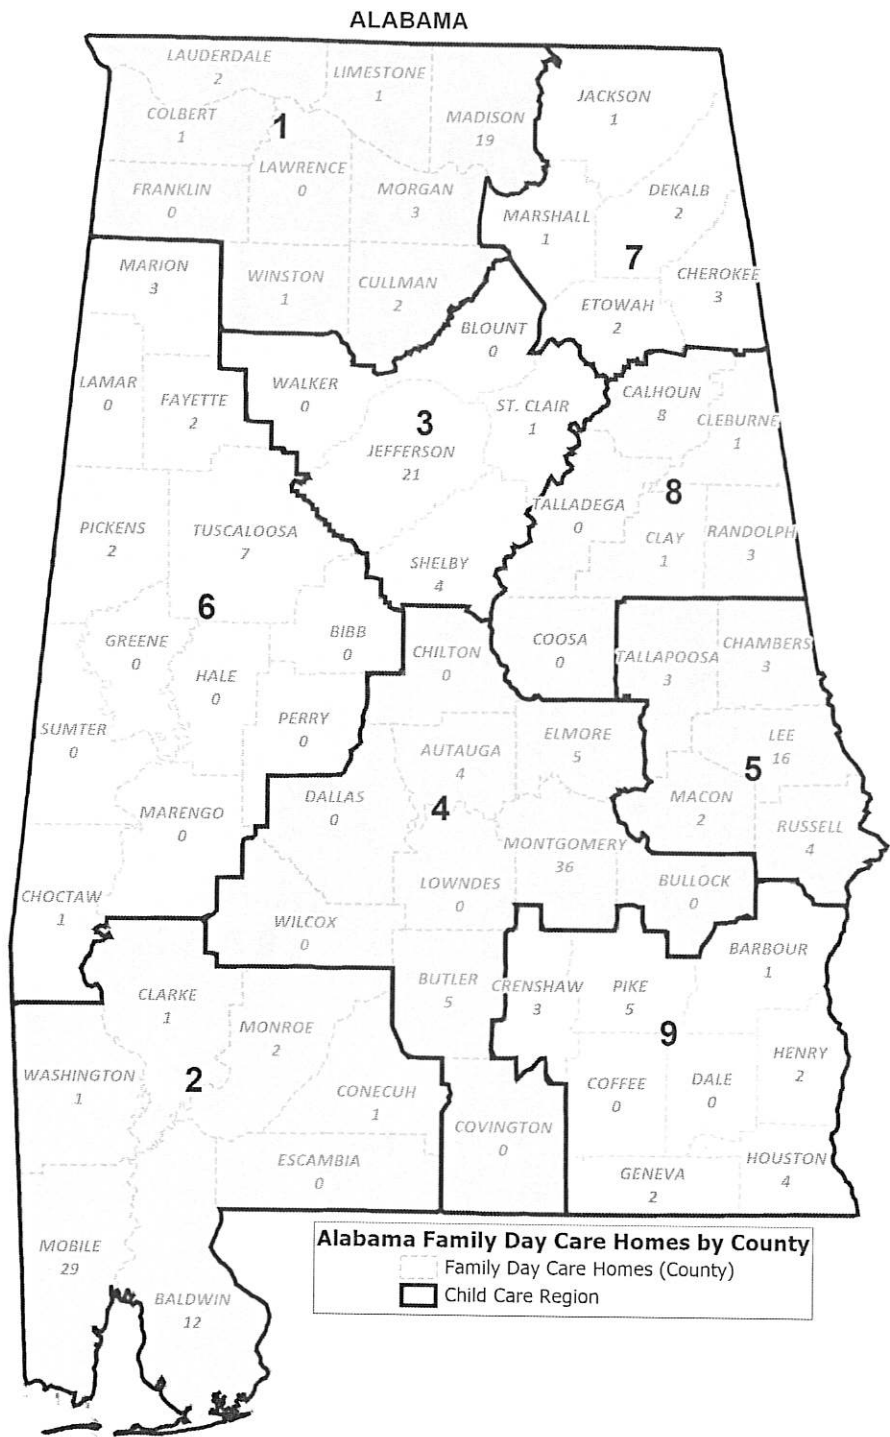 ALABAMA
LAUDERDALE
2
LIMESTONE
1
MADISON
19
COLBERT
1
1
LAWRENCE
0
FRANKLIN
0
MORGAN
3
WINSTON
1
CULLMAN
2
JACKSON
1
DEKALB
2
MARSHALL
1
7
CHEROKEE
3
ETOWAH
2
MARION
3
LAMAR
0
FAYETTE
2
BLOUNT
0
WALKER
0
3
ST. CLAIR
1
JEFFERSON
21
SHELBY
4
CALHOUN
8
CLEBURNE
1
8
TALLADEGA
0
CLAY
1
RANDOLPH
3
COOSA
0
PICKENS
2
TUSCALOOSA
7
6
GREENE
0
HALE
0
BIBB
0
PERRY
0
SUMTER
0
MARENGO
0
CHOCTAW
1
CHILTON
0
AUTAUGA
4
ELMORE
5
DALLAS
0
4
MONTGOMERY
36
LOWNDES
0
BULLOCK
0
WILCOX
0
BUTLER
5
COVINGTON
0
TALLAPOOSA
3
CHAMBERS
3
LEE
16
5
MACON
2
RUSSELL
4
CLARKE
1
MONROE
2
WASHINGTON
1
2
CONECUH
1
ESCAMBIA
0
MOBILE
29
BALDWIN
12
CRENSHAW
3
PIKE
5
BARBOUR
1
9
HENRY
2
COFFEE
0
DALE
0
GENEVA
2
HOUSTON
4
Alabama Family Day Care Homes by County
Family Day Care Homes (County)
Child Care Region